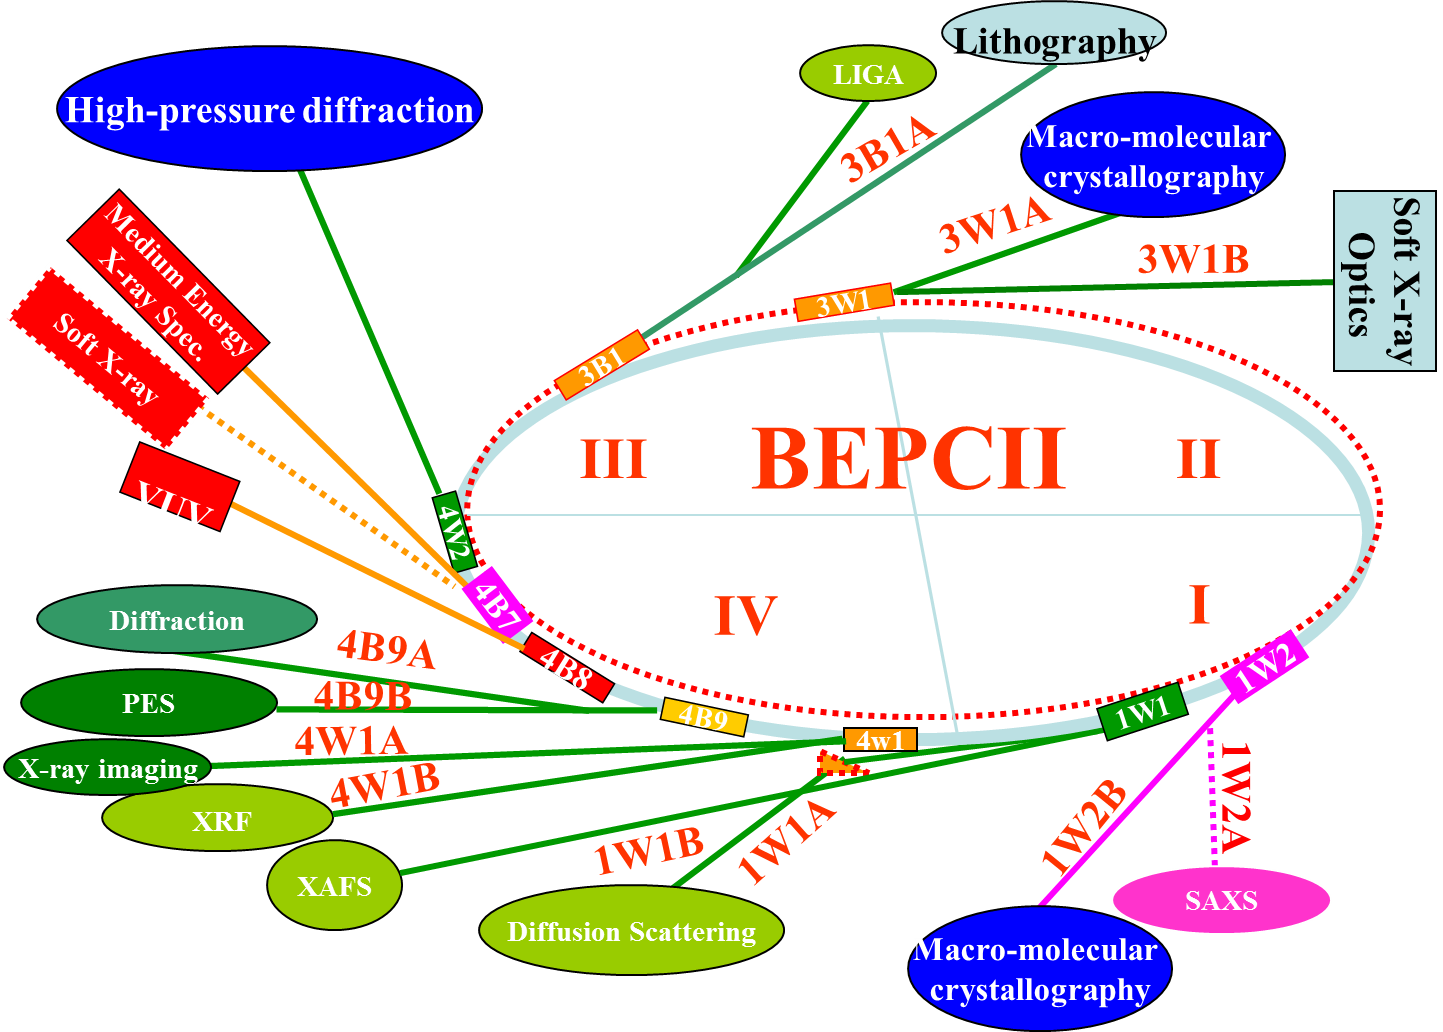 Lithography
LIGA
High-pressure diffraction
3B1A
Macro-molecular
crystallography
3W1A
3W1B
Soft X-ray
Optics
Medium Energy
X-ray Spec.
Soft X-ray
VUV
3W1
3B1
III
BEPCII
II
4W2
4B7
IV
I
Diffraction
4B9A
4B8
1W2
PES
4B9B
4B9
1W1
4W1A
4w1
X-ray imaging
4W1B
XRF
1W1B
1W1A
1W2B
1W2A
XAFS
SAXS
Diffusion Scattering
Macro-molecular
crystallography